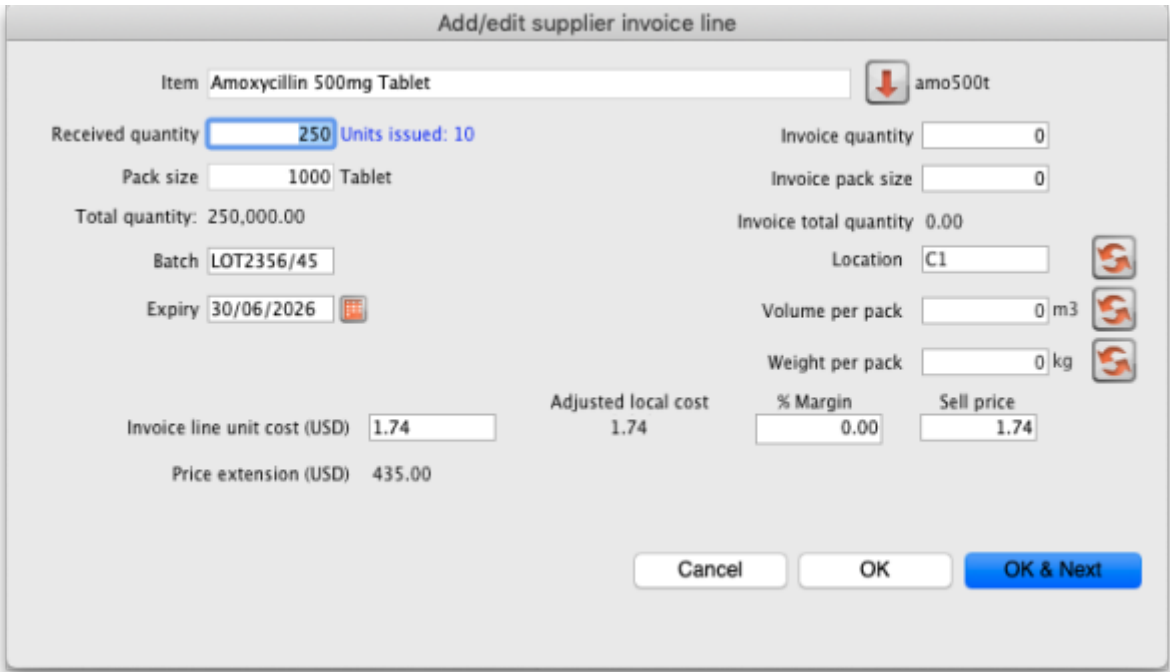 Add/edit supplier invoice line
Item Amoxycillin 500mg Tablet amo500t
Received quantity 250 Units issued: 10 Invoice quantity 0
Pack size 1000 Tablet Invoice pack size 0
Total quantity: 250,000.00 Invoice total quantity 0.00
Batch LOT2356/45 Location C1
Expiry 30/06/2026 Volume per pack 0 m3
Weight per pack 0 kg
Adjusted local cost % Margin Sell price
Invoice line unit cost (USD) 1.74 1.74 0.00 1.74
Price extension (USD) 435.00
Cancel OK OK & Next